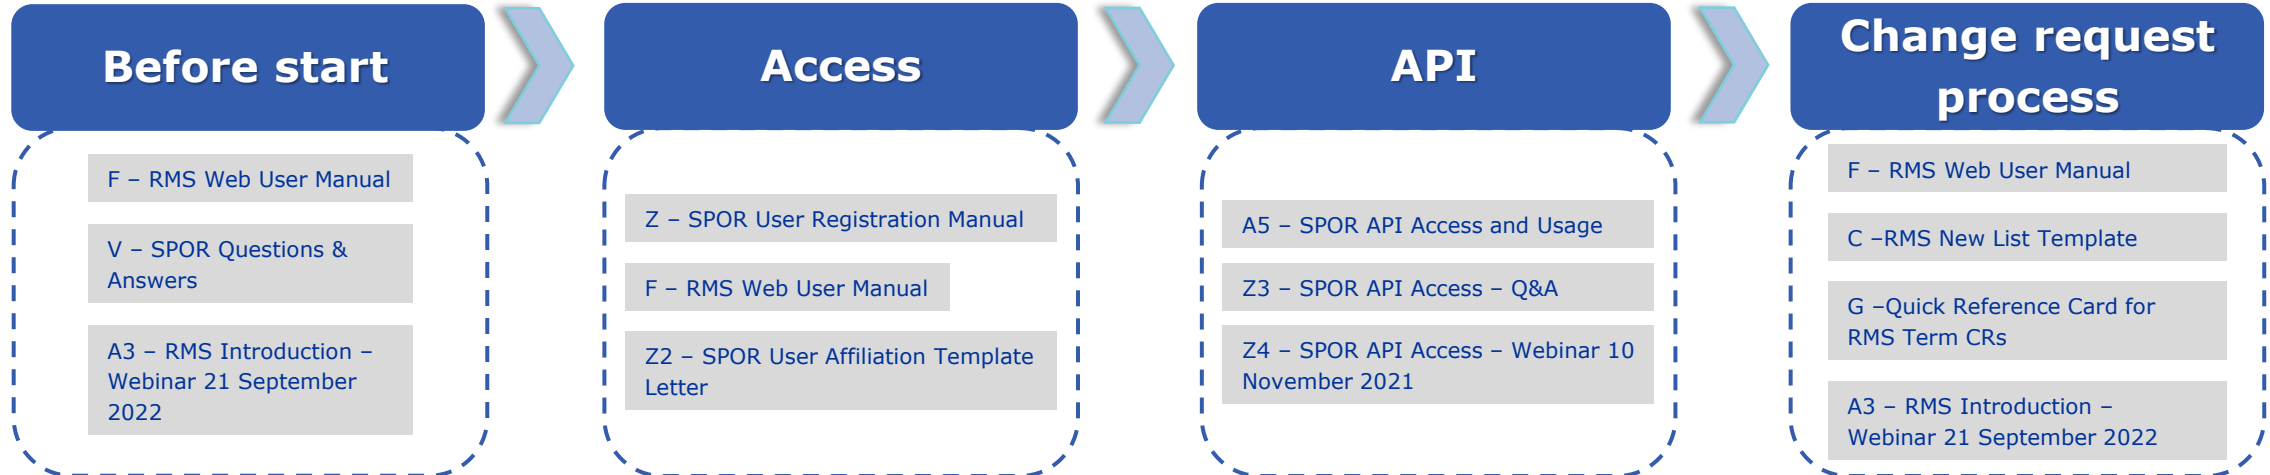 Before start
F – RMS Web User Manual
V – SPOR Questions &
Answers
A3 – RMS Introduction –
Webinar 21 September
2022
Access
Z – SPOR User Registration Manual
F – RMS Web User Manual
Z2 – SPOR User Affiliation Template
Letter
API
A5 – SPOR API Access and Usage
Z3 – SPOR API Access – Q&A
Z4 – SPOR API Access – Webinar 10
November 2021
Change request
process
F – RMS Web User Manual
C –RMS New List Template
G –Quick Reference Card for
RMS Term CRs
A3 – RMS Introduction –
Webinar 21 September 2022